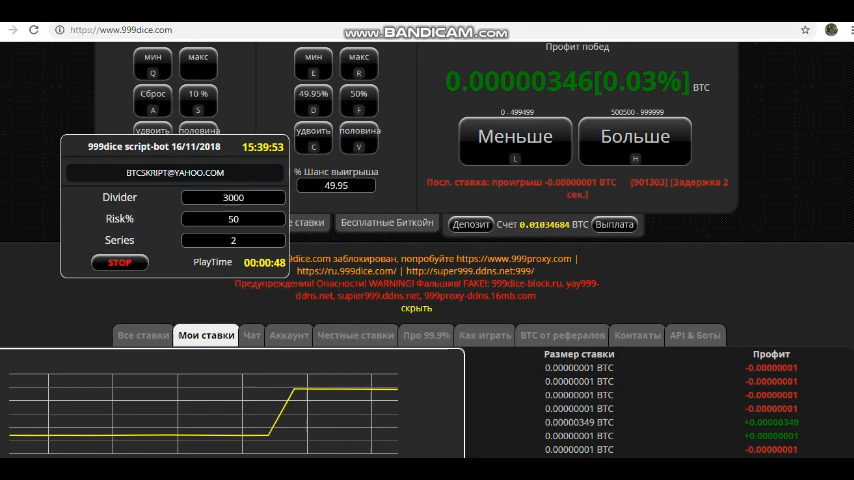 https://www.999dice.com
www.BANDICAM.com
мин макс мин макс
Q E R
Сброс 10 % 49.95% 50%
A S D F
удвоить половина удвоить половина
C V
Профит побед
0.00000346[0.03%] BTC
0 - 499499 500500 - 999999
Меньше Больше
L H
% Шанс выигрыша
49.95
Посл. ставка: проигрыш -0.00000001 BTC [901303] [Задержка 2
сек.]
999dice script-bot 16/11/2018 15:39:53
BTCSKRIPT@YAHOO.COM
Divider 3000
Risk% 50
Series 2
STOP PlayTime 00:00:48
е ставки Бесплатные Биткойн Депозит Счет 0.01034684 BTC Выплата
9dice.com заблокирован, попробуйте https://www.999proxy.com |
https://ru.999dice.com/ | http://super999.ddns.net:999/
Предупреждения! Опасности! WARNING! Фальшив! FAKE!: 999dice-block.ru, yay999-
ddns.net, supier999.ddns.net, 999proxy-ddns.16mb.com
скрыть
Все ставки Мои ставки Чат Аккаунт Честные ставки Про 99.9% Как играть BTC от рефералов Контакты API & Боты
Размер ставки Профит
0.00000001 BTC -0.00000001
0.00000001 BTC -0.00000001
0.00000001 BTC -0.00000001
0.00000001 BTC -0.00000001
0.00000349 BTC +0.00000349
0.00000001 BTC +0.00000001
0.00000001 BTC -0.00000001